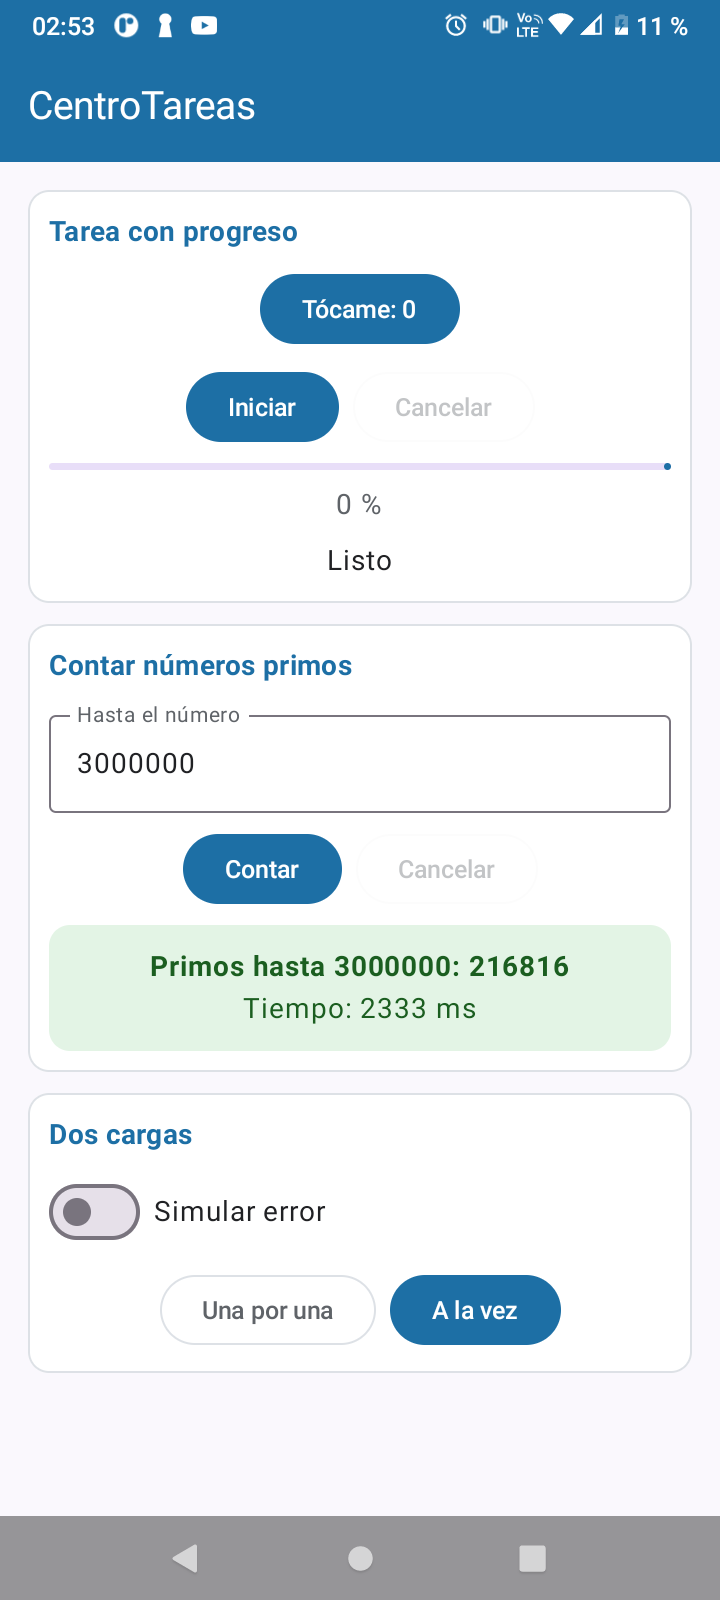 02:53 Vo LTE 11 %
CentroTareas
Tarea con progreso
Tócame: 0
Iniciar Cancelar
0 %
Listo
Contar números primos
Hasta el número
3000000
Contar Cancelar
Primos hasta 3000000: 216816
Tiempo: 2333 ms
Dos cargas
Simular error
Una por una A la vez